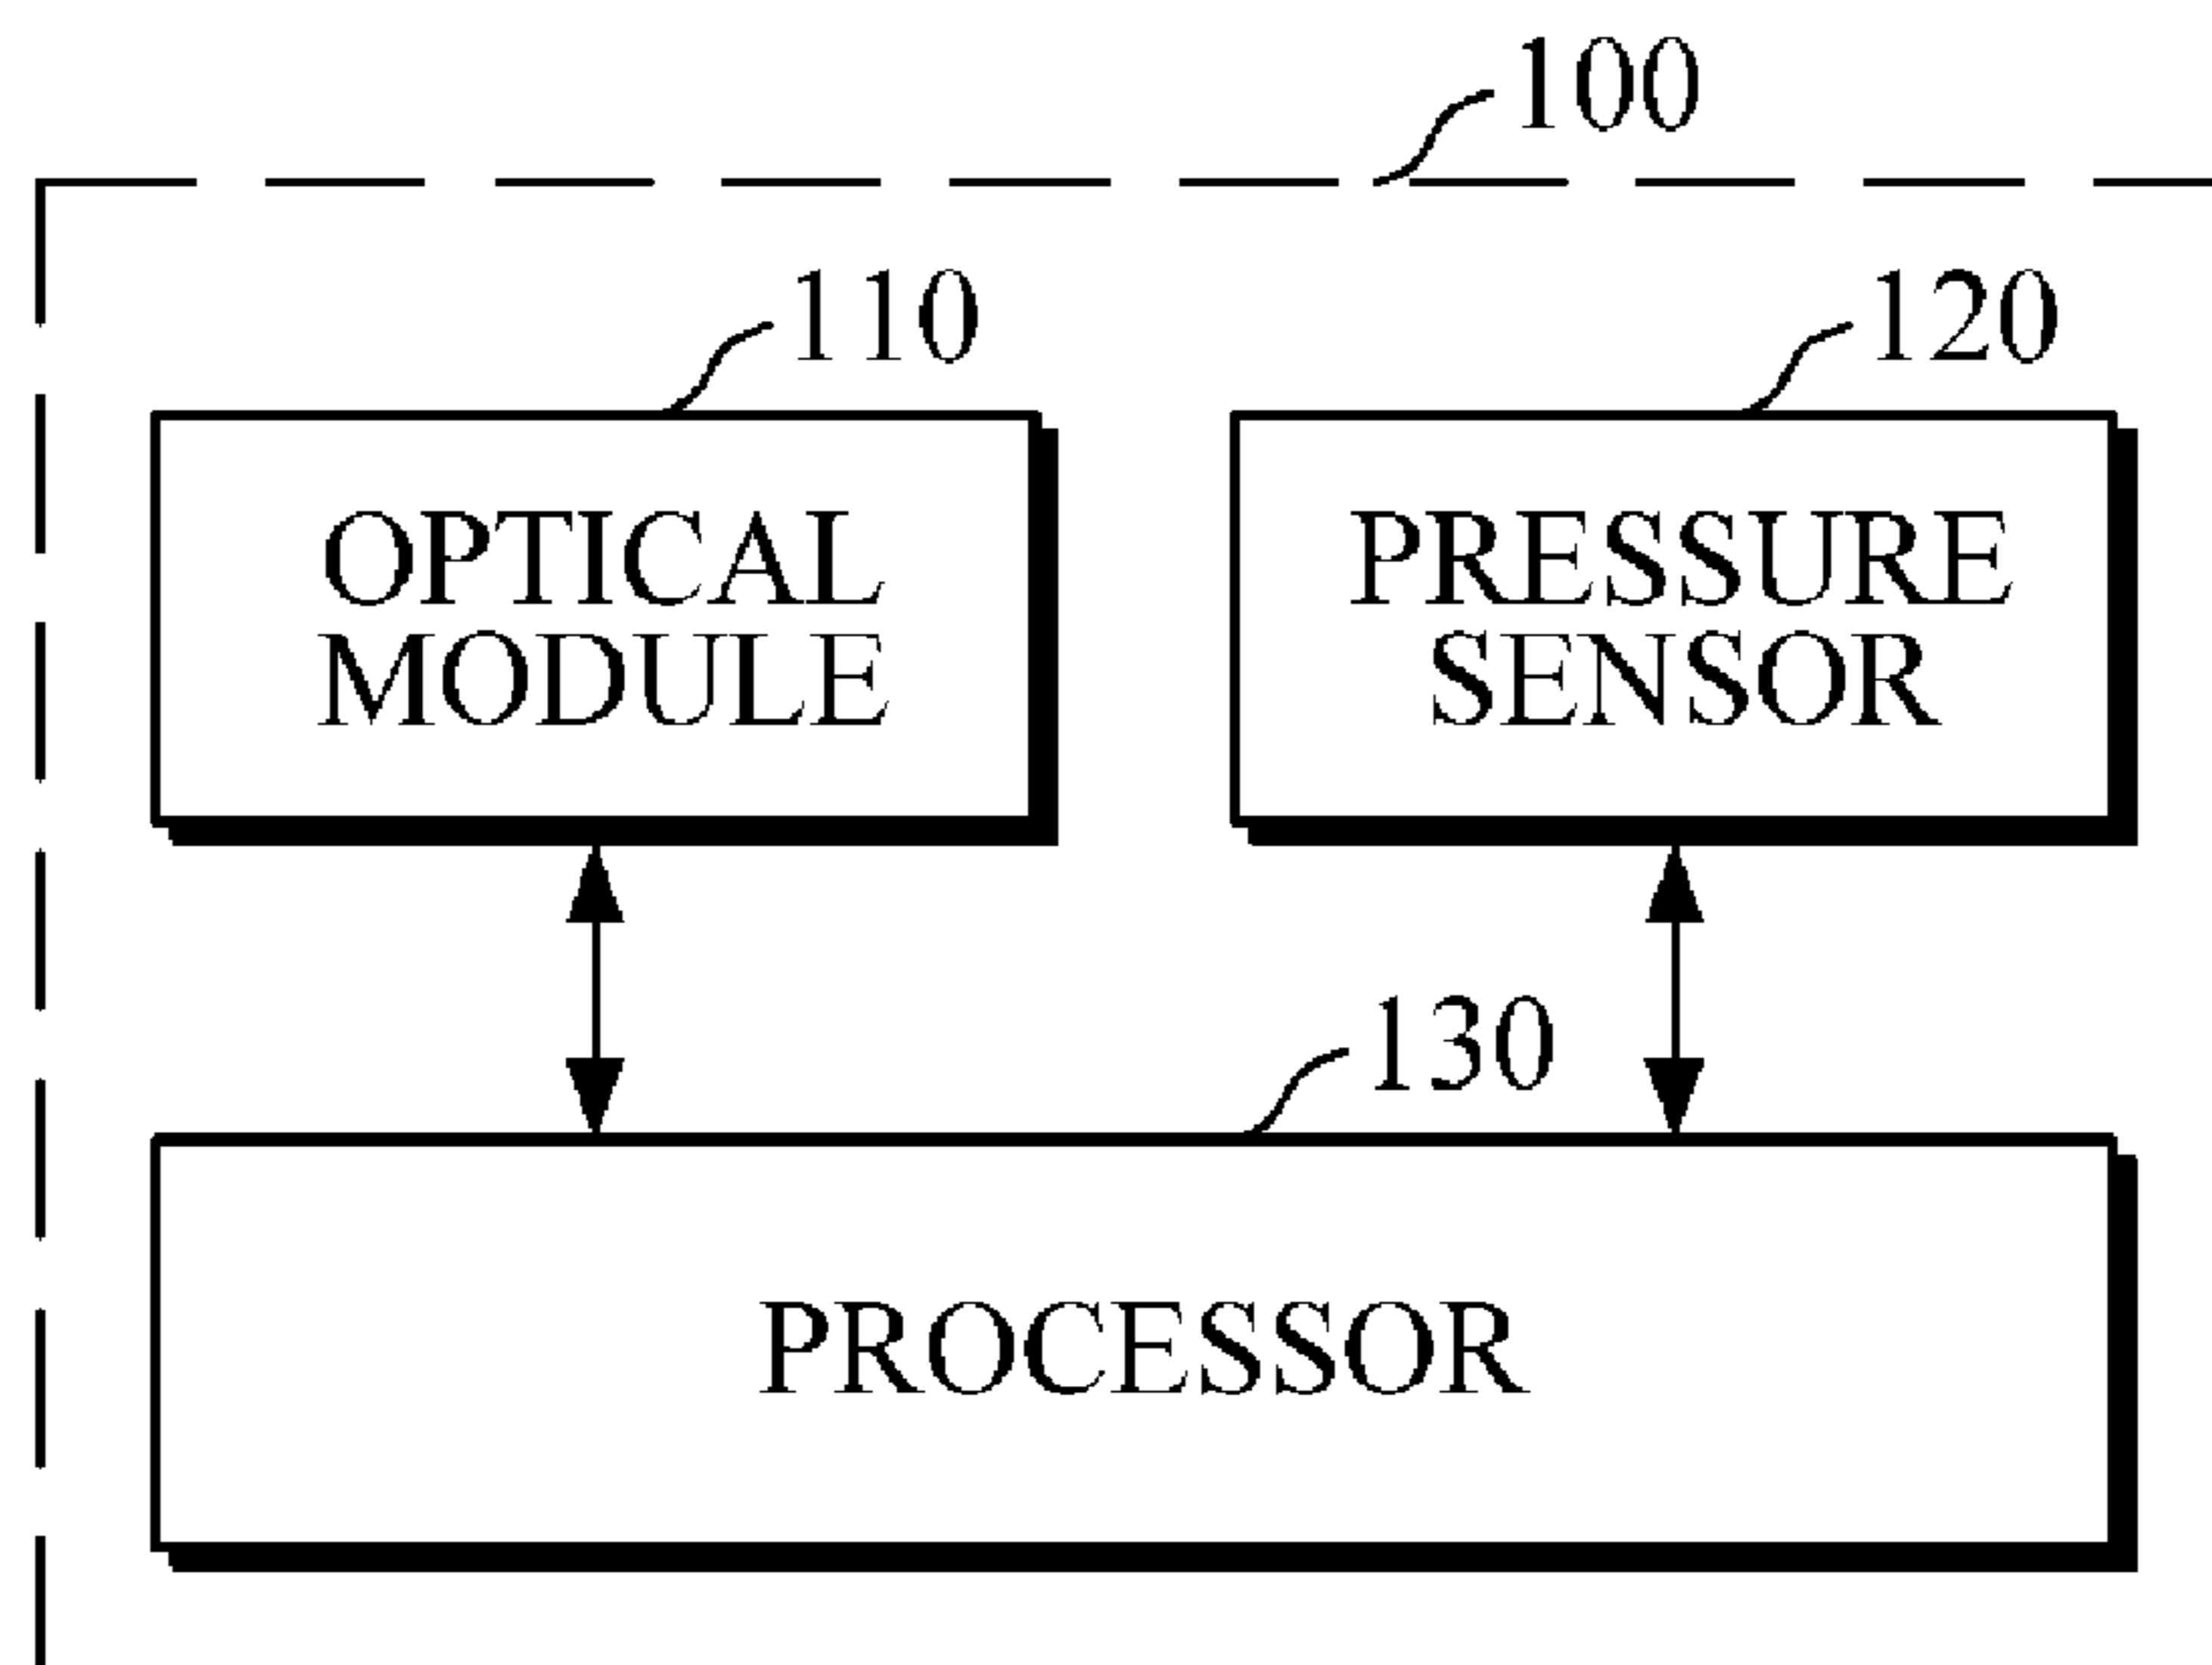 100
110
120
OPTICAL
MODULE
PRESSURE
SENSOR
130
PROCESSOR